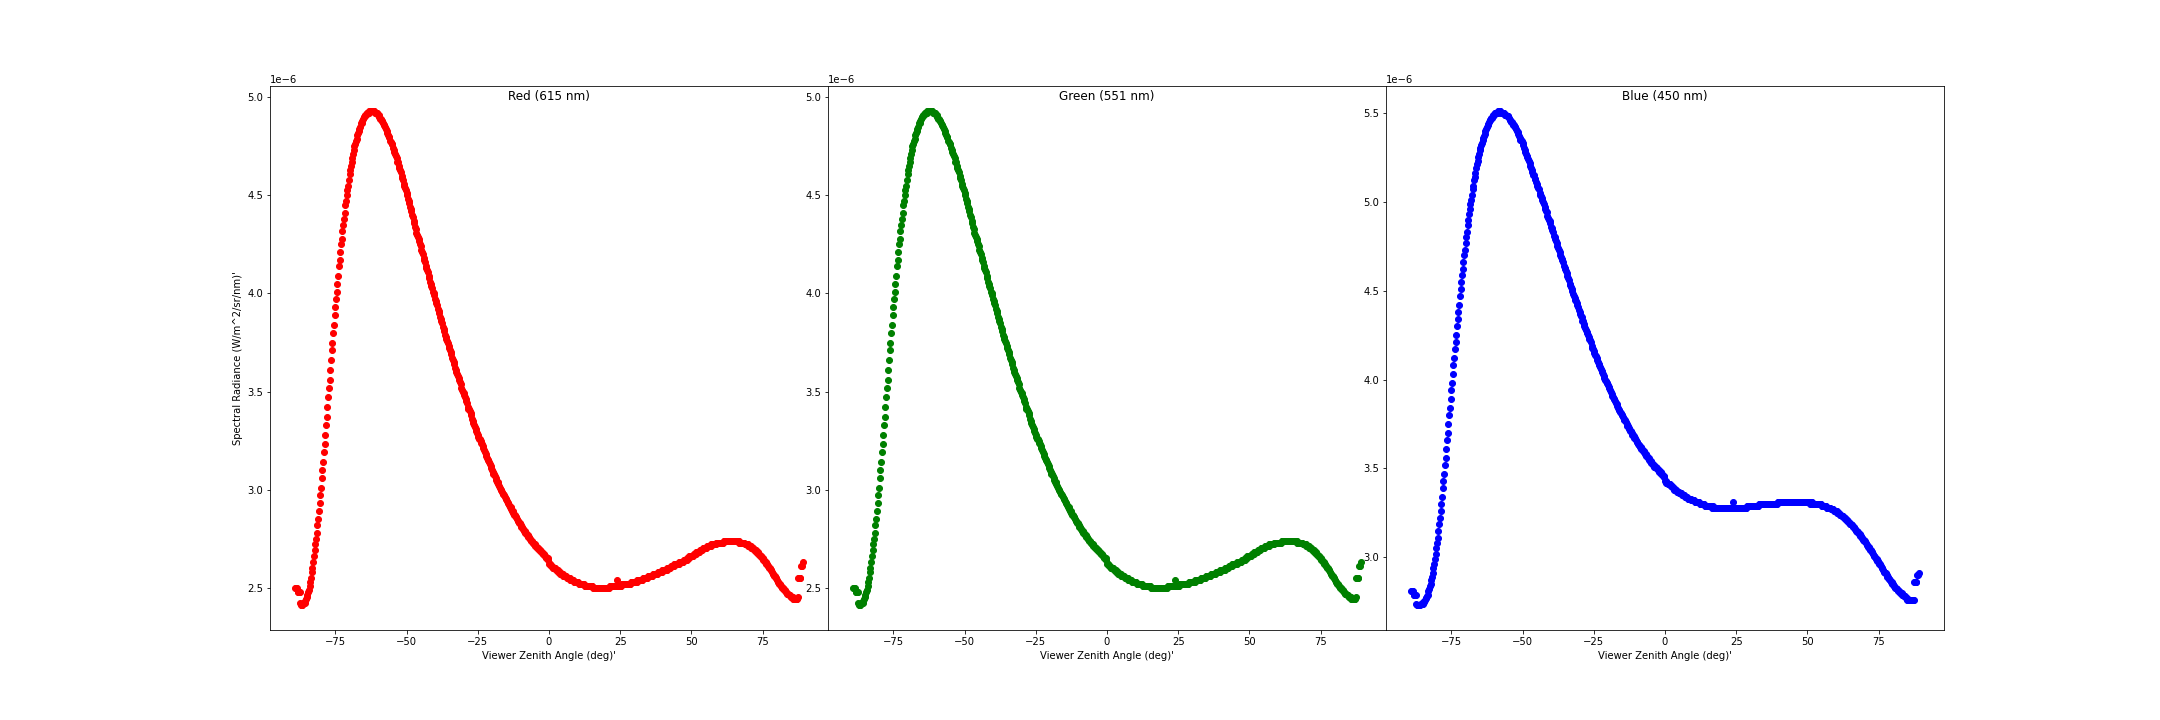 1e−6 1e−6 1e−6
Red (615 nm) Green (551 nm) Blue (450 nm)
Spectral Radiance (W/m^2/sr/nm)'
5.0
4.5
4.0
3.5
3.0
2.5
−75 −50 −25 0 25 50 75
Viewer Zenith Angle (deg)'
5.0
4.5
4.0
3.5
3.0
2.5
−75 −50 −25 0 25 50 75
Viewer Zenith Angle (deg)'
5.5
5.0
4.5
4.0
3.5
3.0
−75 −50 −25 0 25 50 75
Viewer Zenith Angle (deg)'